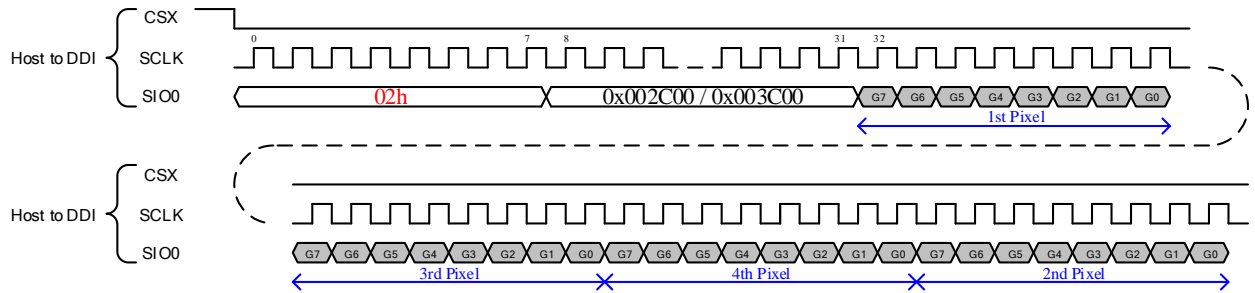 CSX
0 7 8 31 32
Host to DDI SCLK
SIO0 02h 0x002C00 / 0x003C00 G7 G6 G5 G4 G3 G2 G1 G0
1st Pixel
CSX
Host to DDI SCLK
SIO0 G7 G6 G5 G4 G3 G2 G1 G0 G7 G6 G5 G4 G3 G2 G1 G0 G7 G6 G5 G4 G3 G2 G1 G0
3rd Pixel 4th Pixel 2nd Pixel